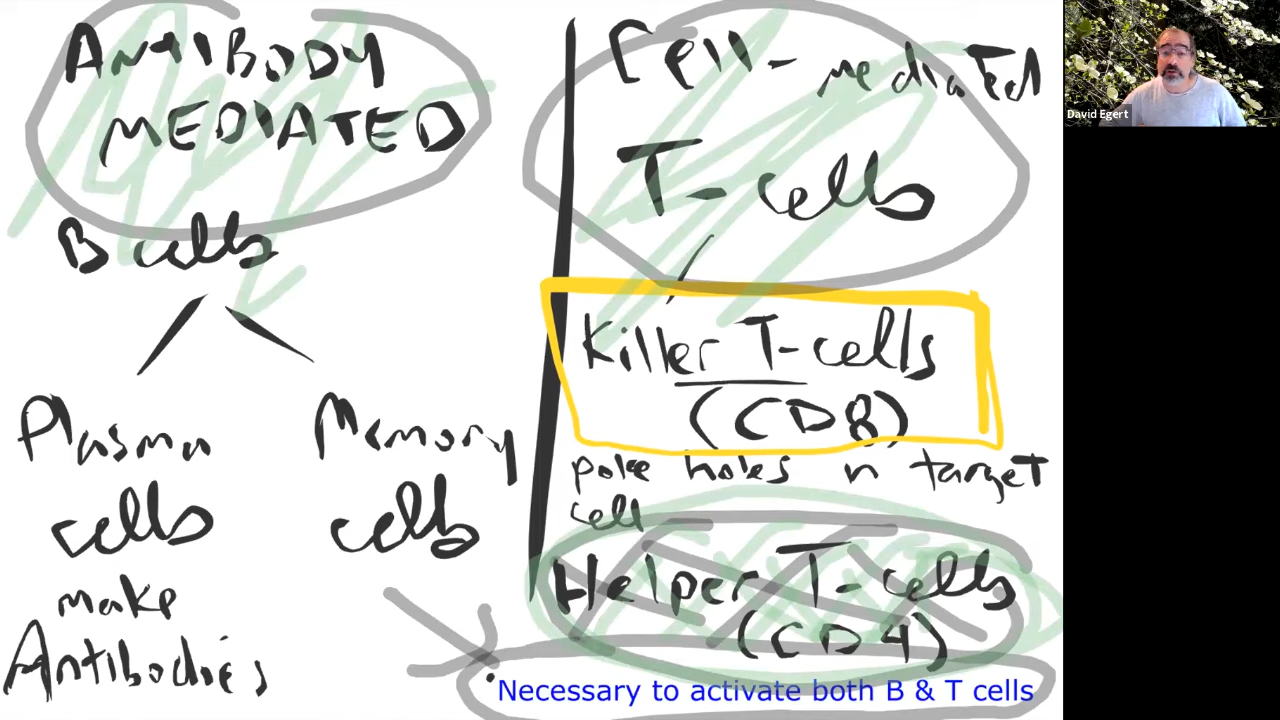 ANTIBODY
MEDIATED
B cells
Plasma
cells
make
Antibodies
Memory
cells
Cell-mediated
T-cells
Killer T-cells
(CD8)
poke holes in target
cell
Helper T-cells
(CD4)
Necessary to activate both B & T cells
David Egert